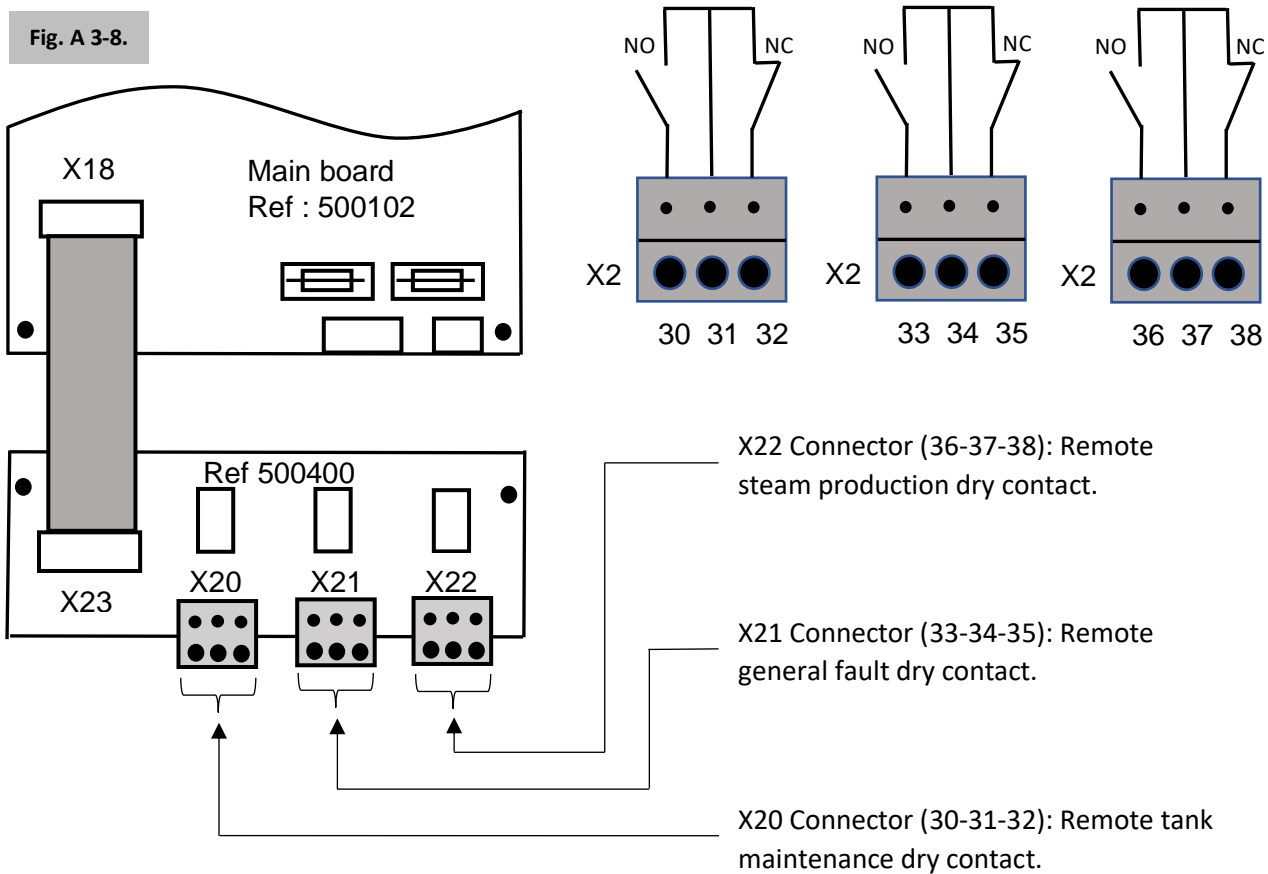 Fig. A 3-8.
NO NC NO NC NO NC
X18 Main board
Ref : 500102
X2 X2 X2
30 31 32 33 34 35 36 37 38
Ref 500400
X23 X20 X21 X22
X22 Connector (36-37-38): Remote
steam production dry contact.
X21 Connector (33-34-35): Remote
general fault dry contact.
X20 Connector (30-31-32): Remote tank
maintenance dry contact.